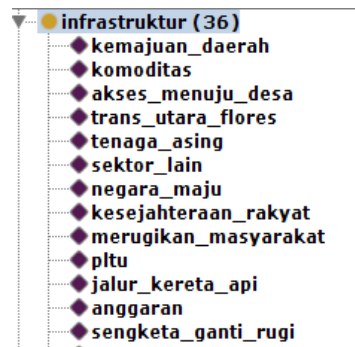 infrastruktur (36)
kemajuan_daerah
komoditas
akses_menuju_desa
trans_utara_flores
tenaga_asing
sektor_lain
negara_maju
kesejahteraan_rakyat
merugikan_masyarakat
pltu
jalur_kereta_api
anggaran
sengketa_ganti_rugi